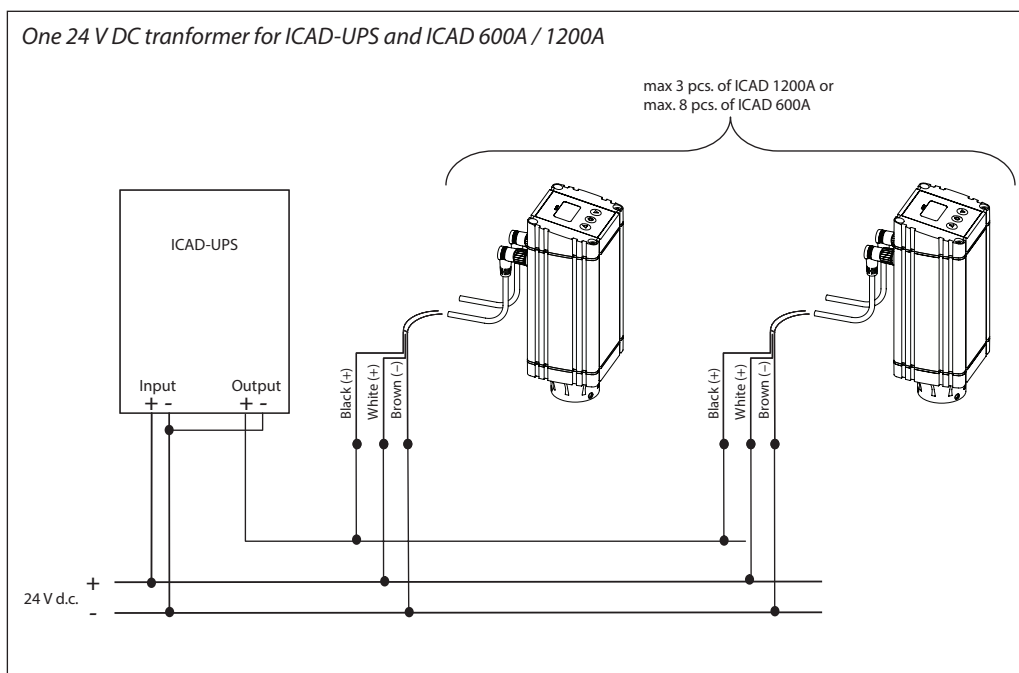 One 24 V DC tranformer for ICAD-UPS and ICAD 600A / 1200A
max 3 pcs. of ICAD 1200A or
max. 8 pcs. of ICAD 600A
ICAD-UPS
Input Output
+ - + -
Black (+)
White (+)
Brown (−)
Black (+)
White (+)
Brown (−)
+
24 V d.c.
-